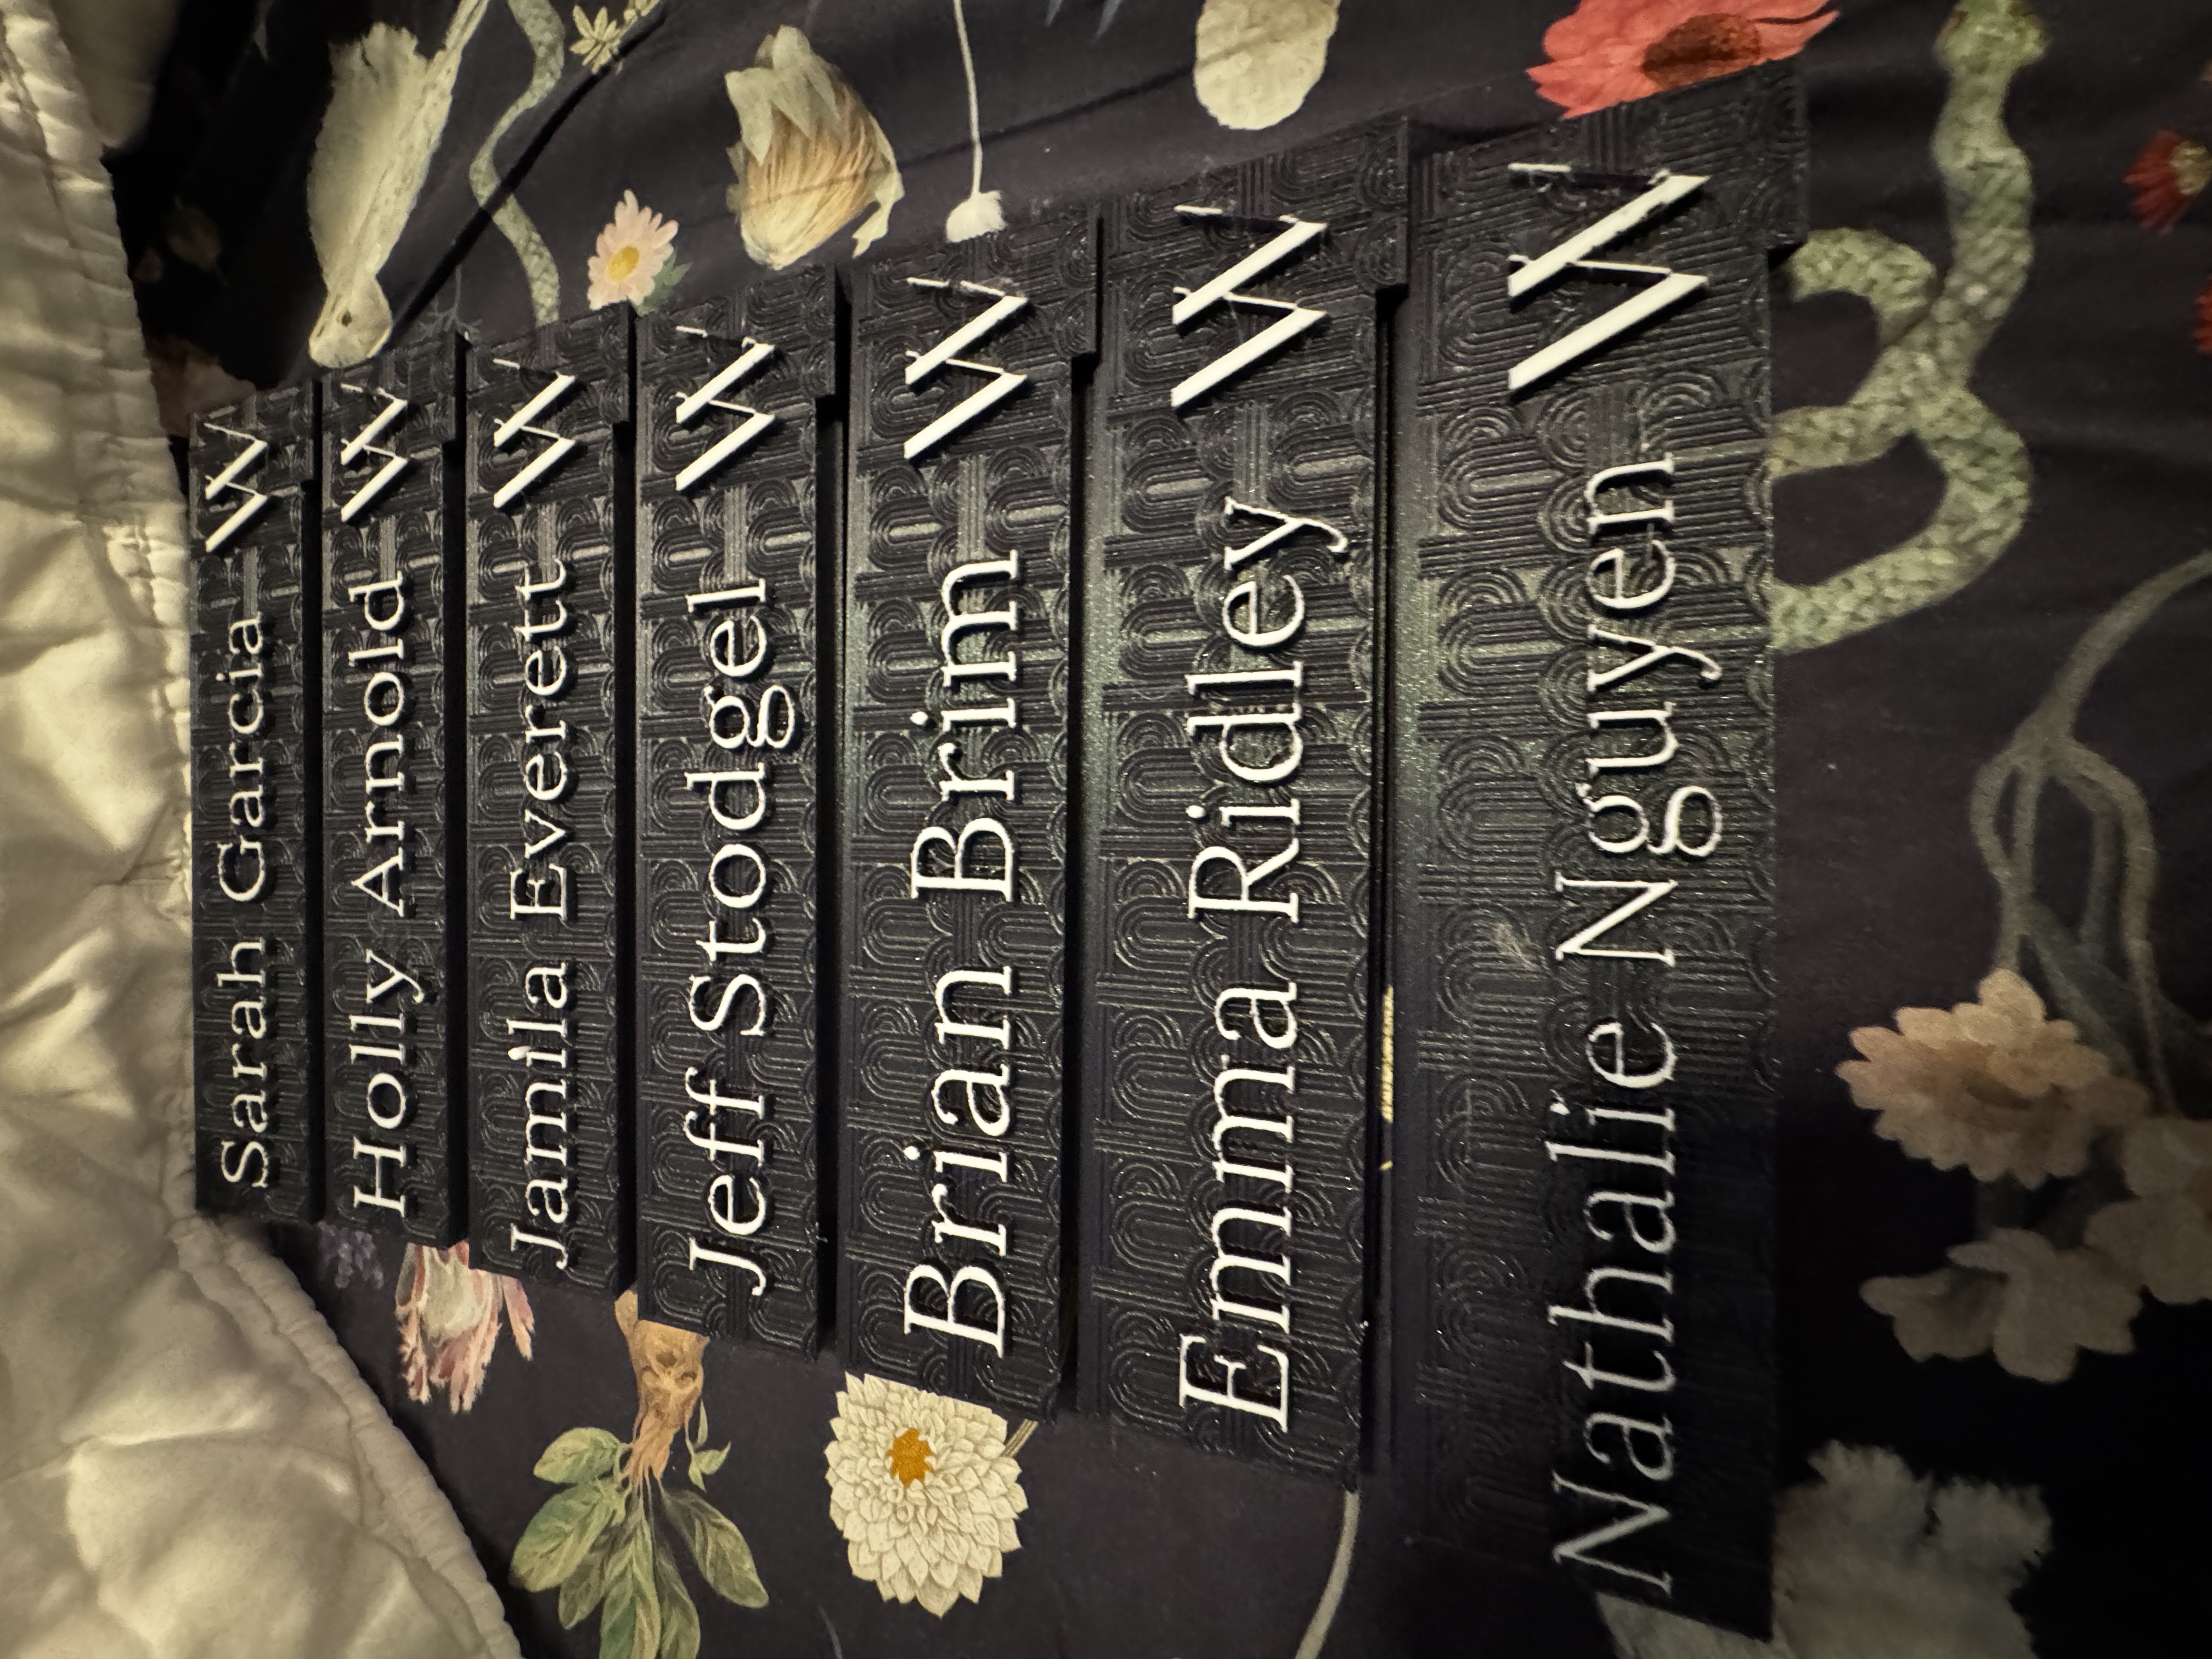 Sarah Garcia W
Holly Arnold W
Jamila Everett W
Jeff Stodgel W
Brian Brim W
Emma Ridley W
Nathalie Nguyen W